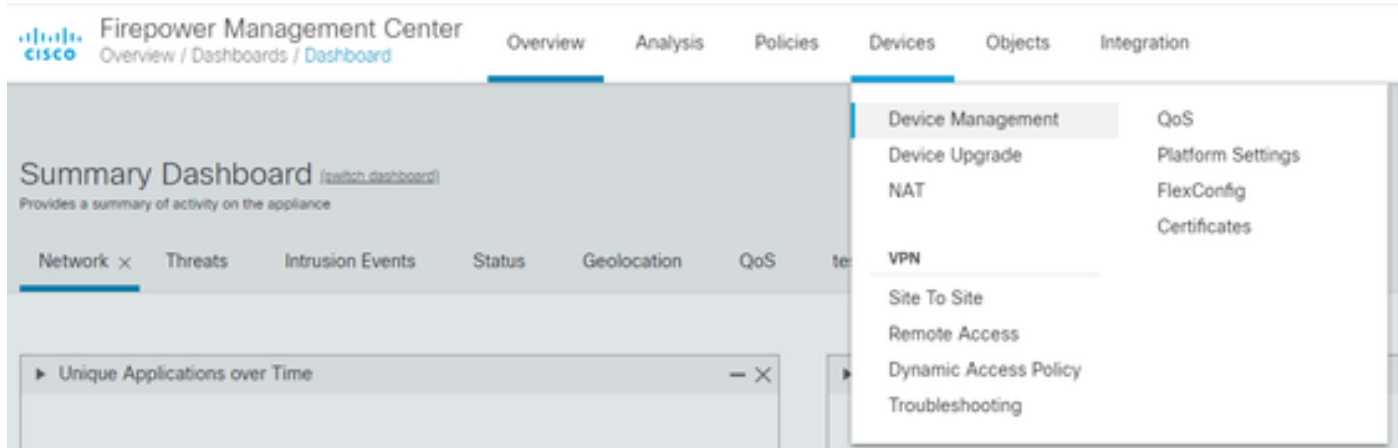 CISCO
Firepower Management Center
Overview / Dashboards / Dashboard
Overview Analysis Policies Devices Objects Integration
Device Management
Device Upgrade
NAT
VPN
Site To Site
Remote Access
Dynamic Access Policy
Troubleshooting
QoS
Platform Settings
FlexConfig
Certificates
Summary Dashboard (switch dashboard)
Provides a summary of activity on the appliance
Network × Threats Intrusion Events Status Geolocation QoS
Unique Applications over Time